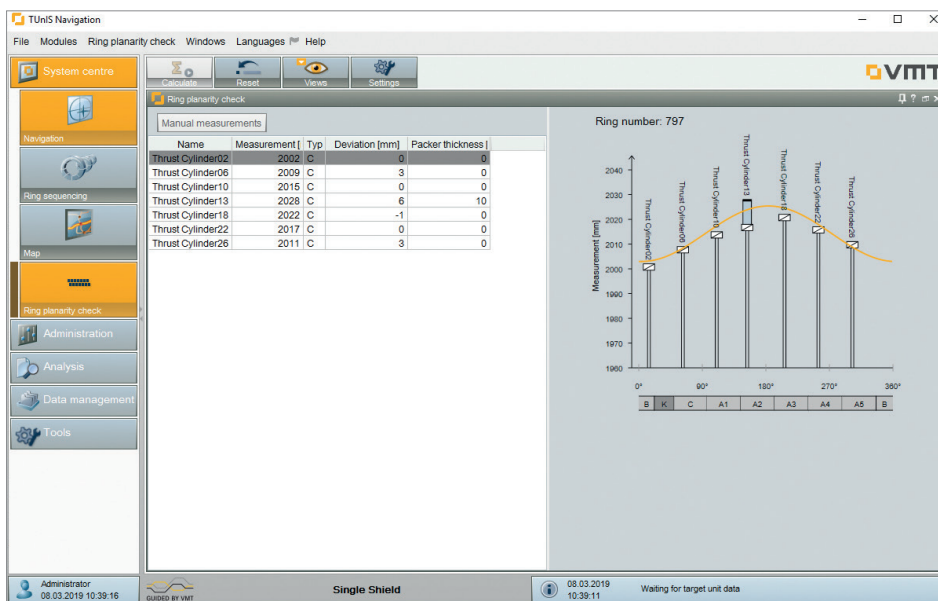 TUnIS Navigation
File Modules Ring planarity check Windows Languages Help
System centre
Navigation
Ring sequencing
Map
Ring planarity check
Administration
Analysis
Data management
Tools
Calculate Reset Views Settings
VMT
Ring planarity check
Manual measurements
Name Measurement [ Typ Deviation [mm] Packer thickness [
Thrust Cylinder02 2002 C 0 0
Thrust Cylinder06 2009 C 3 0
Thrust Cylinder10 2015 C 0 0
Thrust Cylinder13 2028 C 6 10
Thrust Cylinder18 2022 C -1 0
Thrust Cylinder22 2017 C 0 0
Thrust Cylinder26 2011 C 3 0
Ring number: 797
Measurement [mm]
2040
2030
2020
2010
2000
1990
1980
1970
1960
Thrust Cylinder02
Thrust Cylinder06
Thrust Cylinder10
Thrust Cylinder13
Thrust Cylinder18
Thrust Cylinder22
Thrust Cylinder26
0° 90° 180° 270° 360°
B K C A1 A2 A3 A4 A5 B
Administrator
08.03.2019 10:39:16
GUIDED BY VMT
Single Shield
08.03.2019
10:39:11
Waiting for target unit data